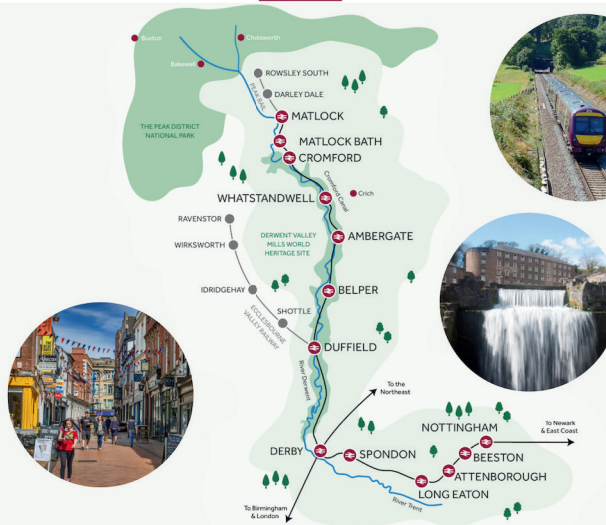 Buxton
Chatsworth
Bakewell
ROWSLEY SOUTH
DARLEY DALE
PEAK RAIL
MATLOCK
THE PEAK DISTRICT
NATIONAL PARK
MATLOCK BATH
CROMFORD
Cromford Canal
WHATSTANDWELL
Crich
RAVENSTOR
WIRKSWORTH
DERWENT VALLEY
MILLS WORLD
HERITAGE SITE
AMBERGATE
IDRIDGEHAY
BELPER
SHOTTLE
ECCLESBOURNE
VALLEY RAILWAY
DUFFIELD
River Derwent
To the
Northeast
NOTTINGHAM
To Newark
& East Coast
DERBY
SPONDON
BEESTON
ATTENBOROUGH
LONG EATON
River Trent
To Birmingham
& London